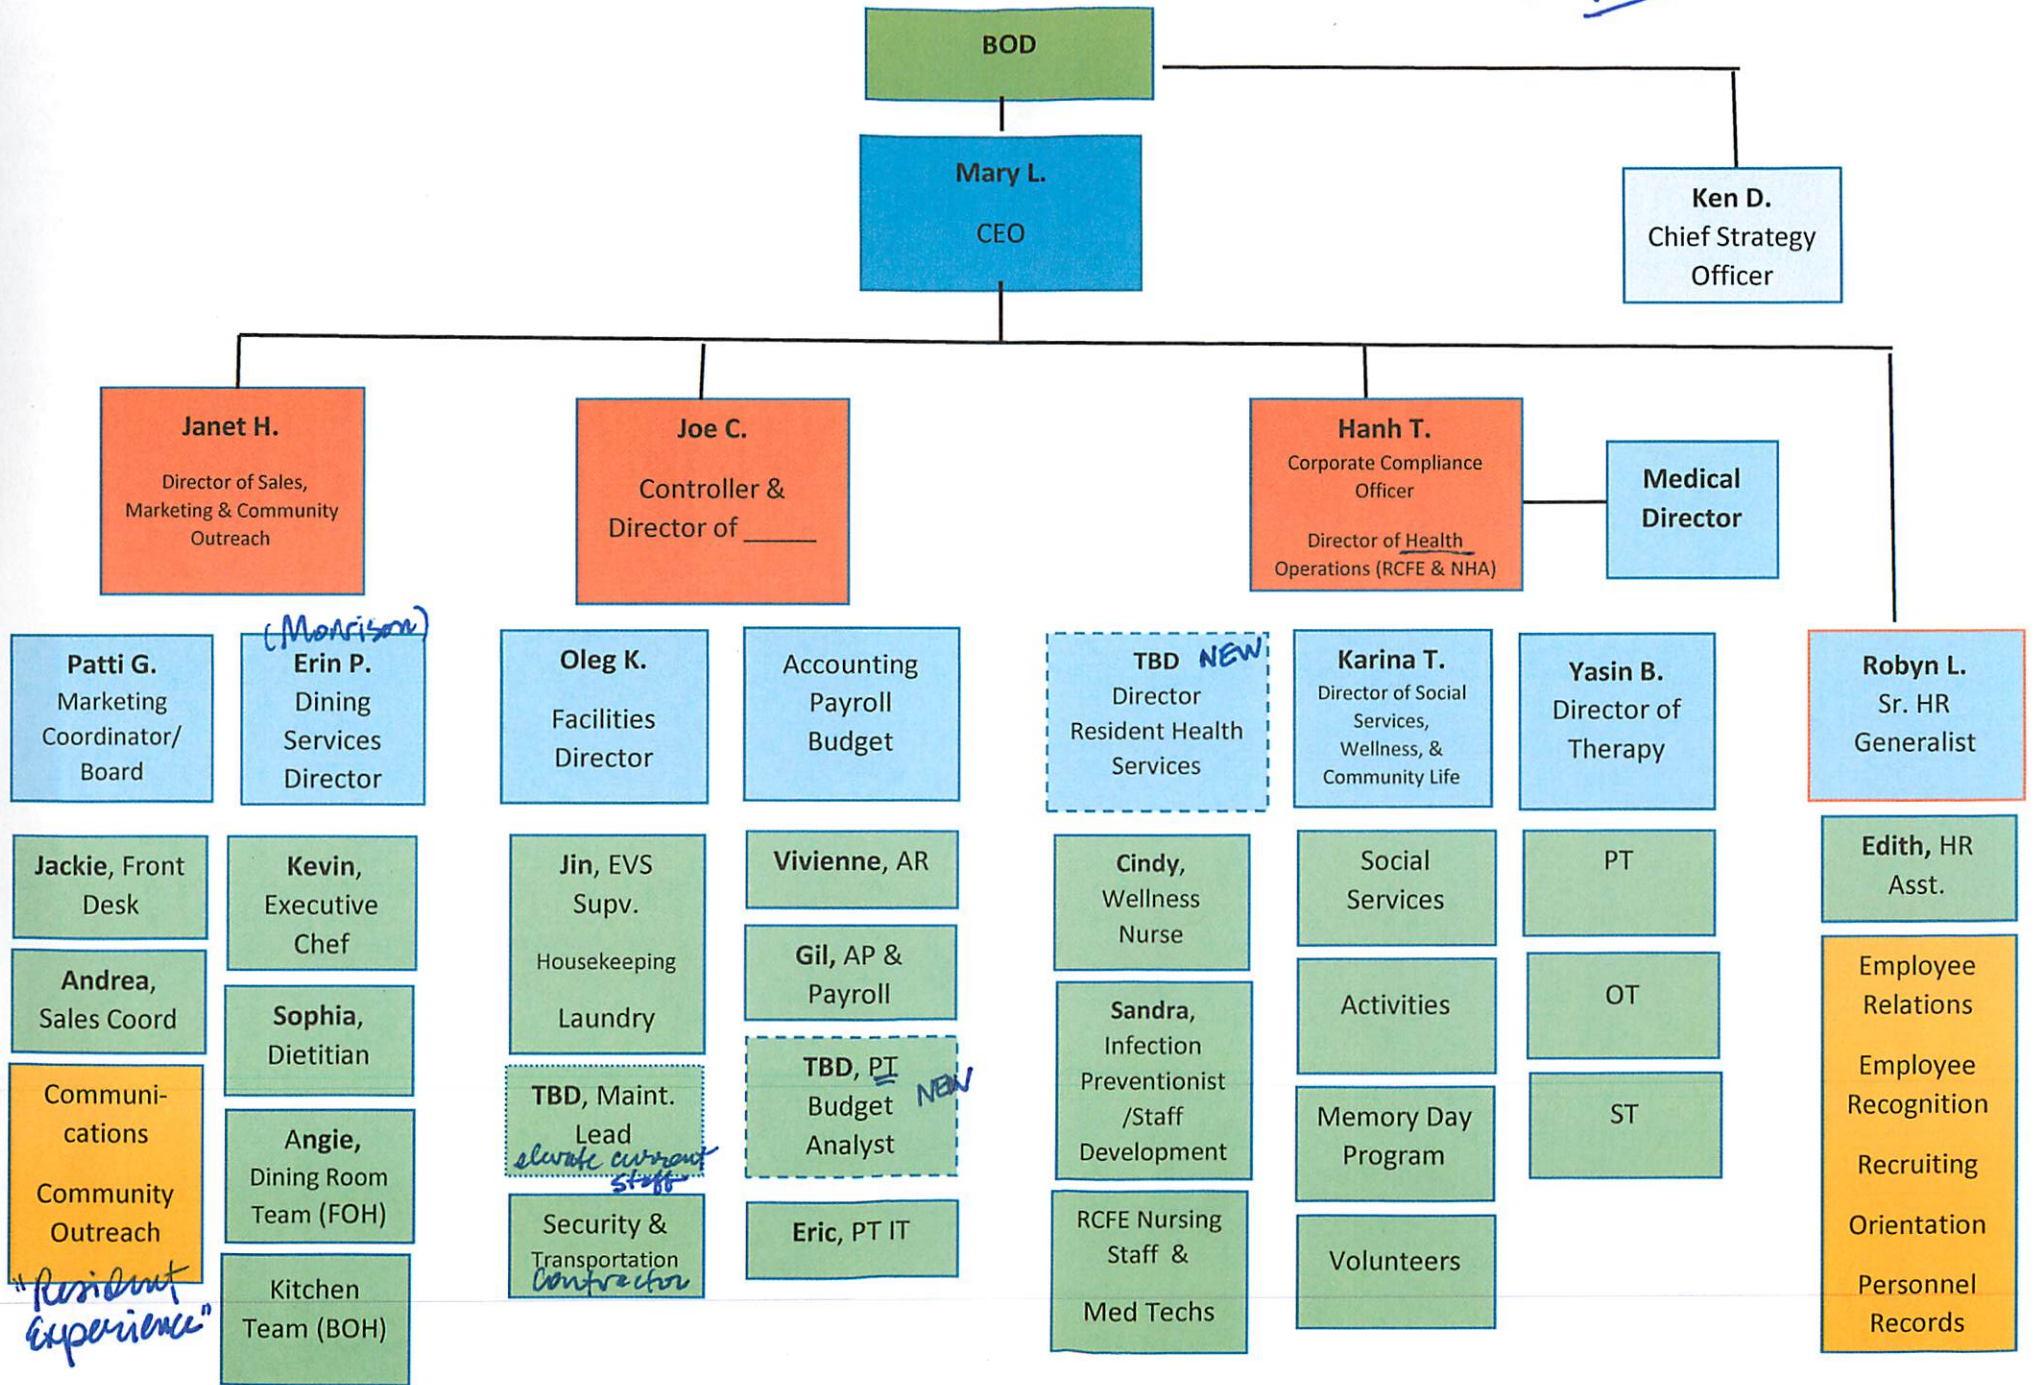 BOD
Mary L.
CEO
Ken D.
Chief Strategy
Officer
Janet H.
Director of Sales,
Marketing & Community
Outreach
Joe C.
Controller &
Director of _____
Hanh T.
Corporate Compliance
Officer
Director of Health
Operations (RCFE & NHA)
Medical
Director
Patti G.
Marketing
Coordinator/
Board
(Morrison)
Erin P.
Dining
Services
Director
Oleg K.
Facilities
Director
Accounting
Payroll
Budget
TBD NEW
Director
Resident Health
Services
Karina T.
Director of Social
Services,
Wellness, &
Community Life
Yasin B.
Director of
Therapy
Robyn L.
Sr. HR
Generalist
Jackie, Front
Desk
Andrea,
Sales Coord
Communi-
cations
Community
Outreach
"Resident
Experience"
Kevin,
Executive
Chef
Sophia,
Dietitian
Angie,
Dining Room
Team (FOH)
Kitchen
Team (BOH)
Jin, EVS
Supv.
Housekeeping
Laundry
TBD, Maint.
Lead
elevate current
staff
Security &
Transportation
Contractor
Vivienne, AR
Gil, AP &
Payroll
TBD, PT
Budget NEW
Analyst
Eric, PT IT
Cindy,
Wellness
Nurse
Sandra,
Infection
Preventionist
/Staff
Development
RCFE Nursing
Staff &
Med Techs
Social
Services
Activities
Memory Day
Program
Volunteers
PT
OT
ST
Edith, HR
Asst.
Employee
Relations
Employee
Recognition
Recruiting
Orientation
Personnel
Records